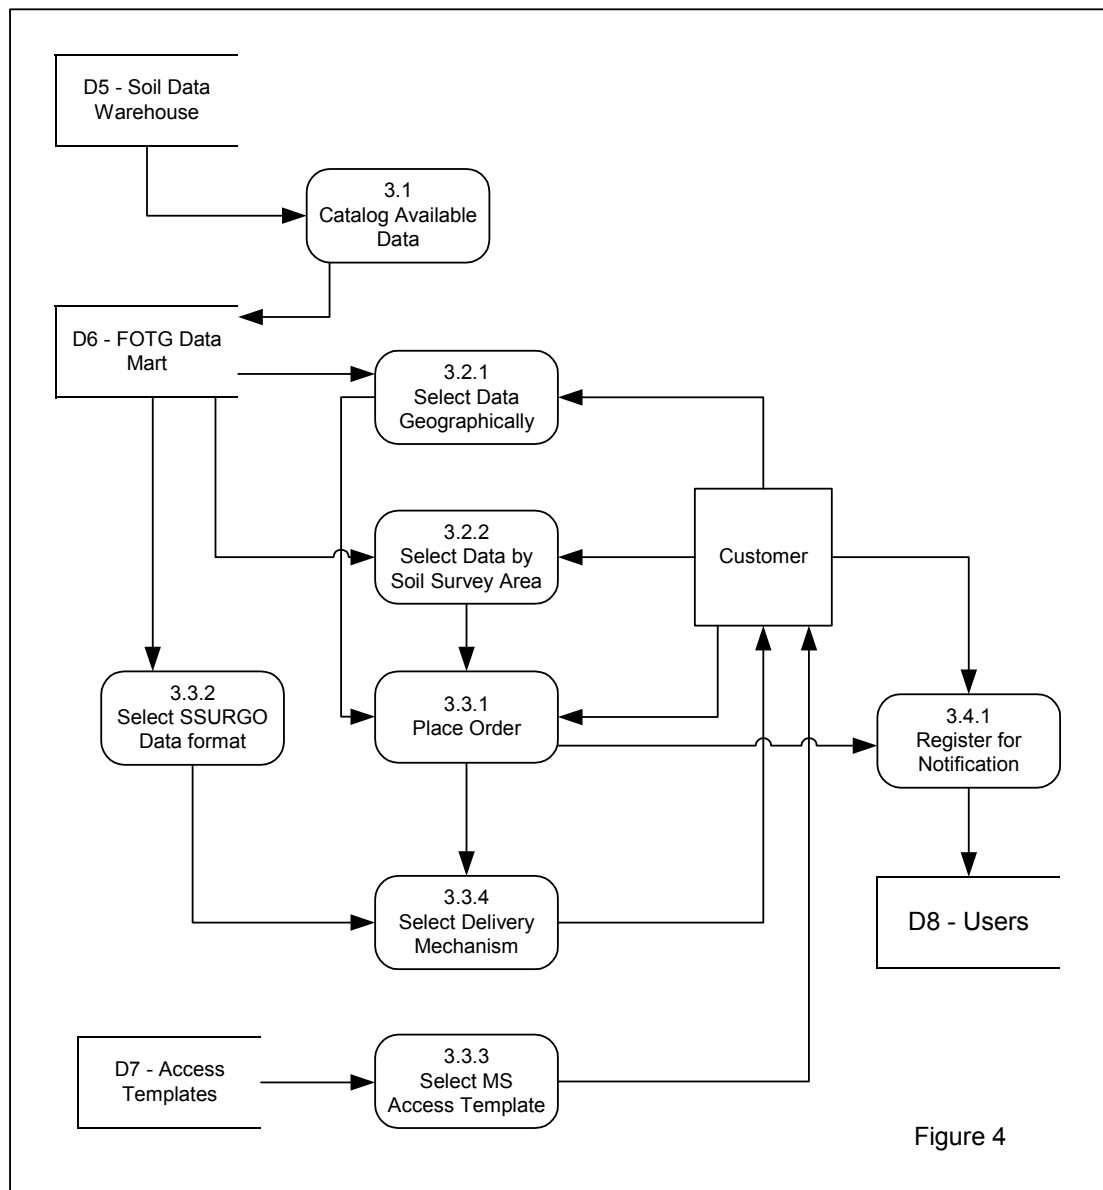 D5 - Soil Data
Warehouse
3.1
Catalog Available
Data
D6 - FOTG Data
Mart
3.2.1
Select Data
Geographically
3.2.2
Select Data by
Soil Survey Area
Customer
3.3.2
Select SSURGO
Data format
3.3.1
Place Order
3.4.1
Register for
Notification
3.3.4
Select Delivery
Mechanism
D8 - Users
D7 - Access
Templates
3.3.3
Select MS
Access Template
Figure 4